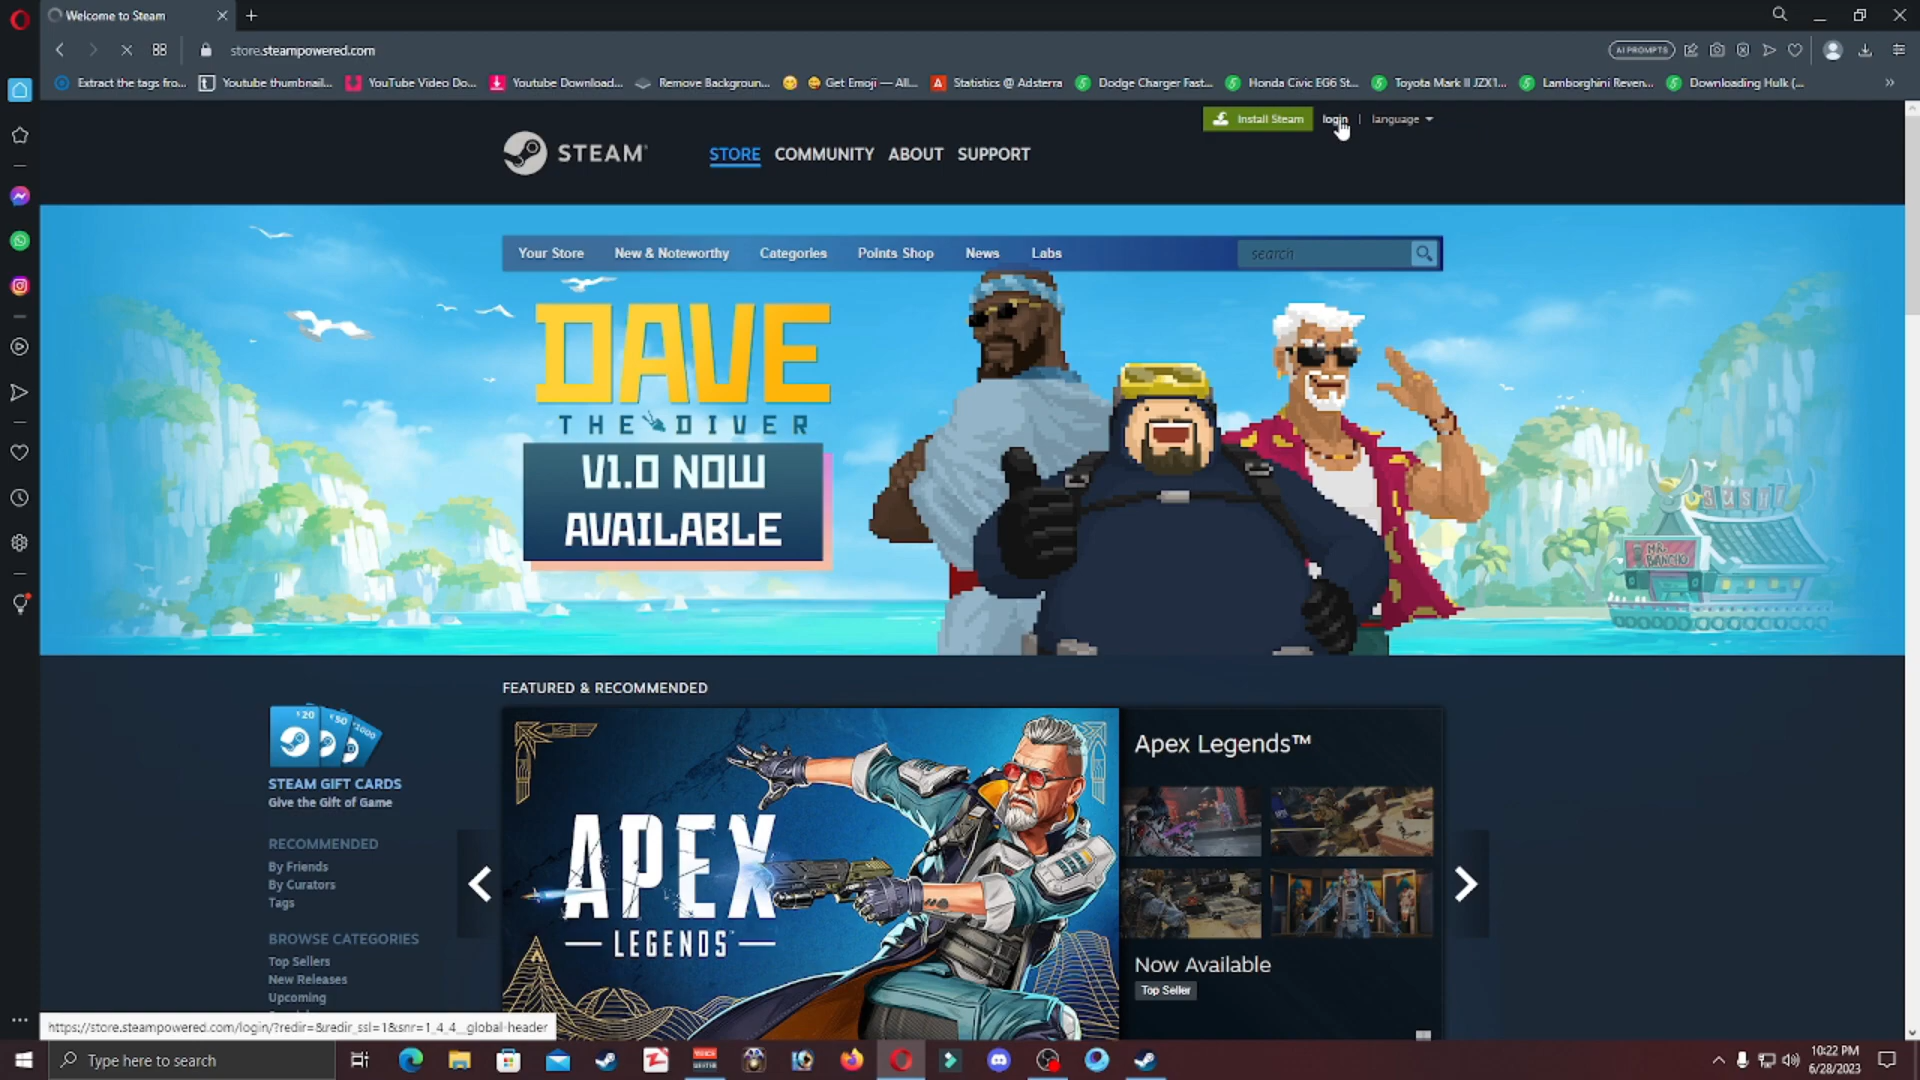 Welcome to Steam
store.steampowered.com
AI PROMPTS
Extract the tags fro...
Youtube thumbnail...
YouTube Video Do...
Youtube Download...
Remove Backgroun...
Get Emoji — All...
Statistics @ Adsterra
Dodge Charger Fast...
Honda Civic EG6 St...
Toyota Mark II JZX1...
Lamborghini Reven...
Downloading Hulk (...
Install Steam
login
language
STEAM
STORE
COMMUNITY
ABOUT
SUPPORT
Your Store
New & Noteworthy
Categories
Points Shop
News
Labs
search
DAVE
THE DIVER
V1.0 NOW
AVAILABLE
SUSHI
MR.
BANCHO
FEATURED & RECOMMENDED
STEAM GIFT CARDS
Give the Gift of Game
RECOMMENDED
By Friends
By Curators
Tags
BROWSE CATEGORIES
Top Sellers
New Releases
Upcoming
APEX
LEGENDS
Apex Legends™
Now Available
Top Seller
https://store.steampowered.com/login/?redir=&redir_ssl=1&snr=1_4_4__global-header
Type here to search
10:22 PM
6/28/2023